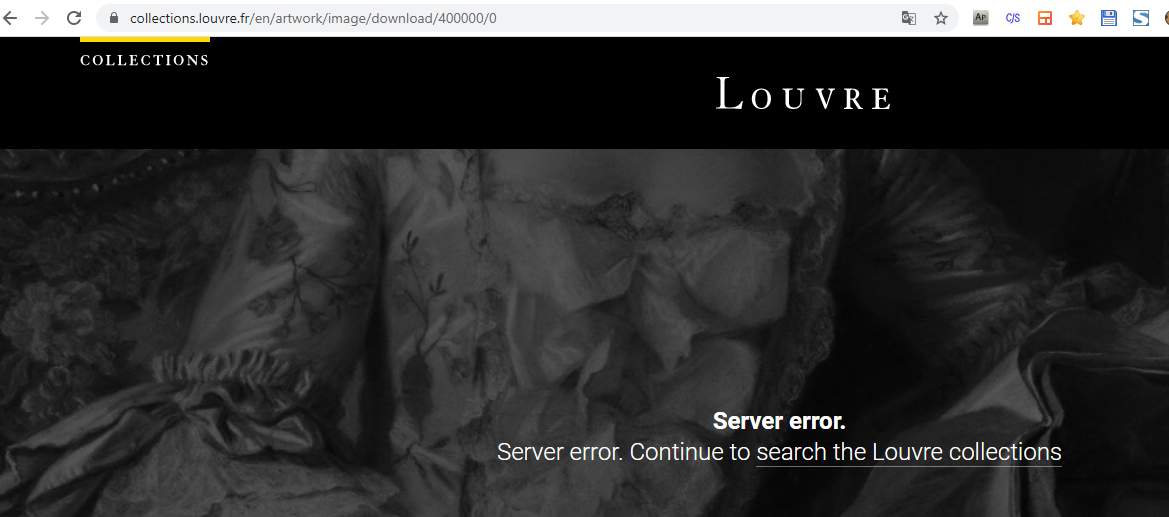 collections.louvre.fr/en/artwork/image/download/400000/0
AP
C/S
S
COLLECTIONS
LOUVRE
Server error.
Server error. Continue to search the Louvre collections